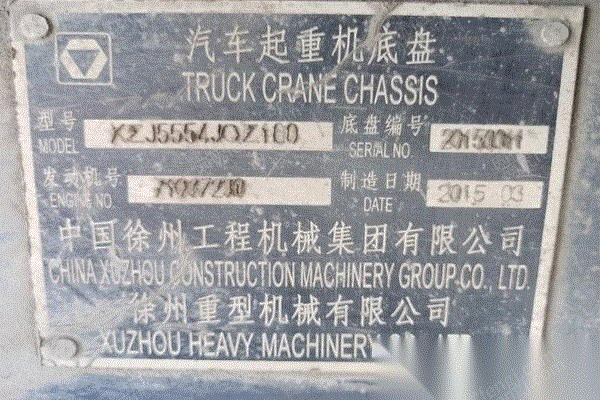 汽车起重机底盘
TRUCK CRANE CHASSIS
型号 底盘编号
MODEL SERIAL NO.
发动机号 制造日期 2015 03
ENGINE NO. DATE
中国徐州工程机械集团有限公司
CHINA XUZHOU CONSTRUCTION MACHINERY GROUP CO., LTD.
徐州重型机械有限公司
XUZHOU HEAVY MACHINERY